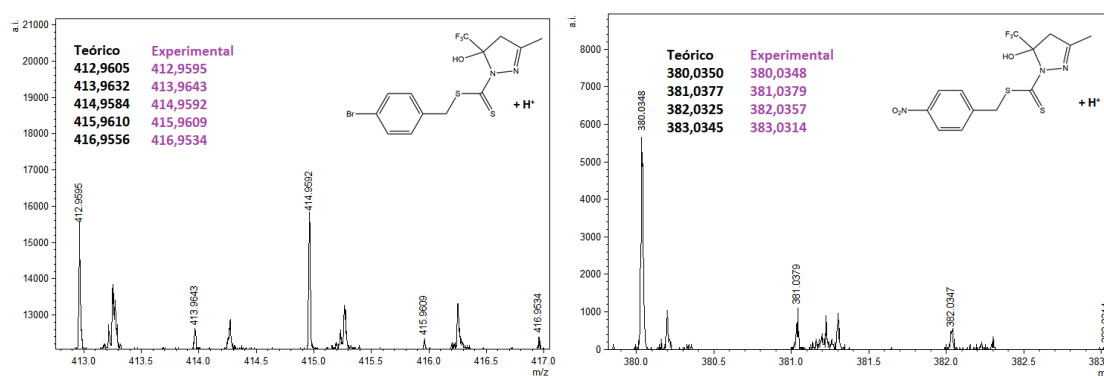 a.i.
21000
20000
19000
18000
17000
16000
15000
14000
13000
Teórico Experimental
412,9605 412,9595
413,9632 413,9643
414,9584 414,9592
415,9610 415,9609
416,9556 416,9534
F₃C
HO
N
N
S
S
Br
+ H⁺
412.9595
413.9643
414.9592
415.9609
416.9534
413.0 413.5 414.0 414.5 415.0 415.5 416.0 416.5 417.0
m/z
a.i.
8000
7000
6000
5000
4000
3000
2000
1000
0
Teórico Experimental
380,0350 380,0348
381,0377 381,0379
382,0325 382,0357
383,0345 383,0314
F₃C
HO
N
N
S
S
O₂N
+ H⁺
380.0348
381.0379
382.0347
380.0 380.5 381.0 381.5 382.0 382.5 383.0